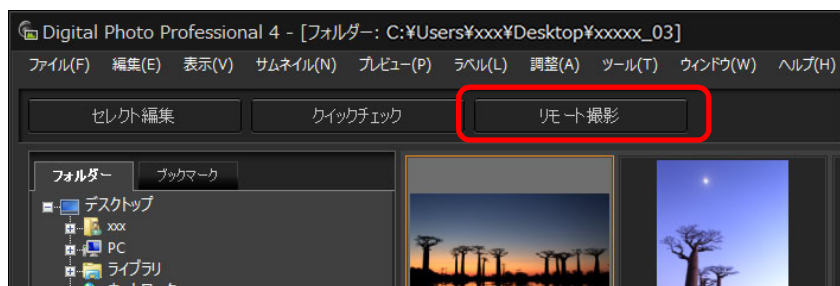 Digital Photo Professional 4 - [フォルダー: C:¥Users¥xxx¥Desktop¥xxxxx_03]
ファイル(F) 編集(E) 表示(V) サムネイル(N) プレビュー(P) ラベル(L) 調整(A) ツール(T) ウィンドウ(W) ヘルプ(H)
セレクト編集 クイックチェック リモート撮影
フォルダー ブックマーク
デスクトップ
xxx
PC
ライブラリ